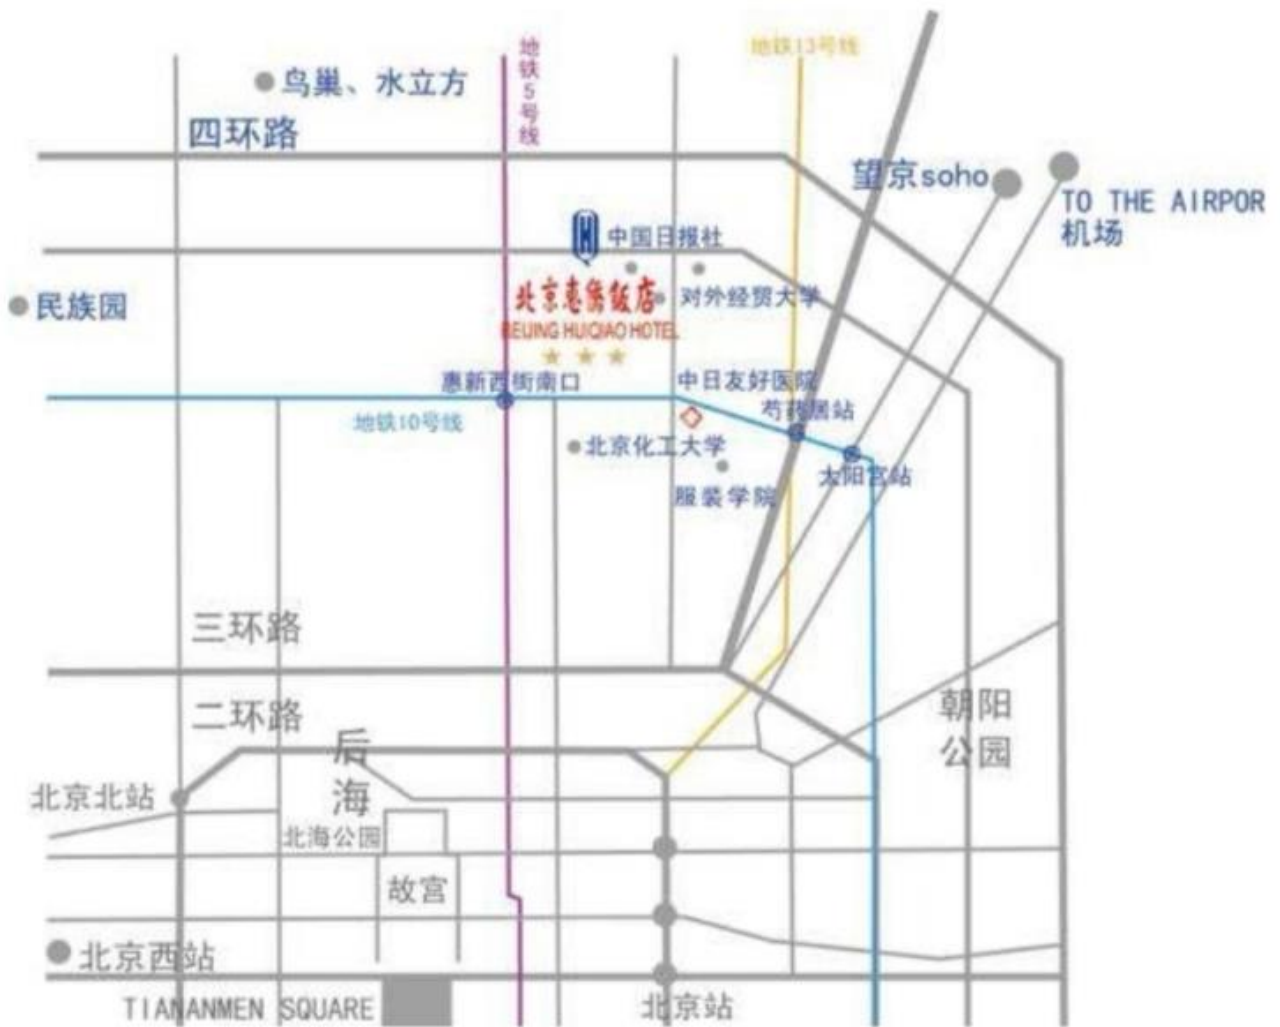 地铁5号线
地铁13号线
鸟巢、水立方
四环路
望京soho
TO THE AIRPOR
机场
中国日报社
北京惠侨饭店
BEIJING HUIQIAO HOTEL
对外经贸大学
民族园
惠新西街南口
中日友好医院
地铁10号线
芍药居站
北京化工大学
太阳宫站
服装学院
三环路
二环路
朝阳
公园
后
海
北京北站
北海公园
故宫
北京西站
TIANANMEN SQUARE
北京站